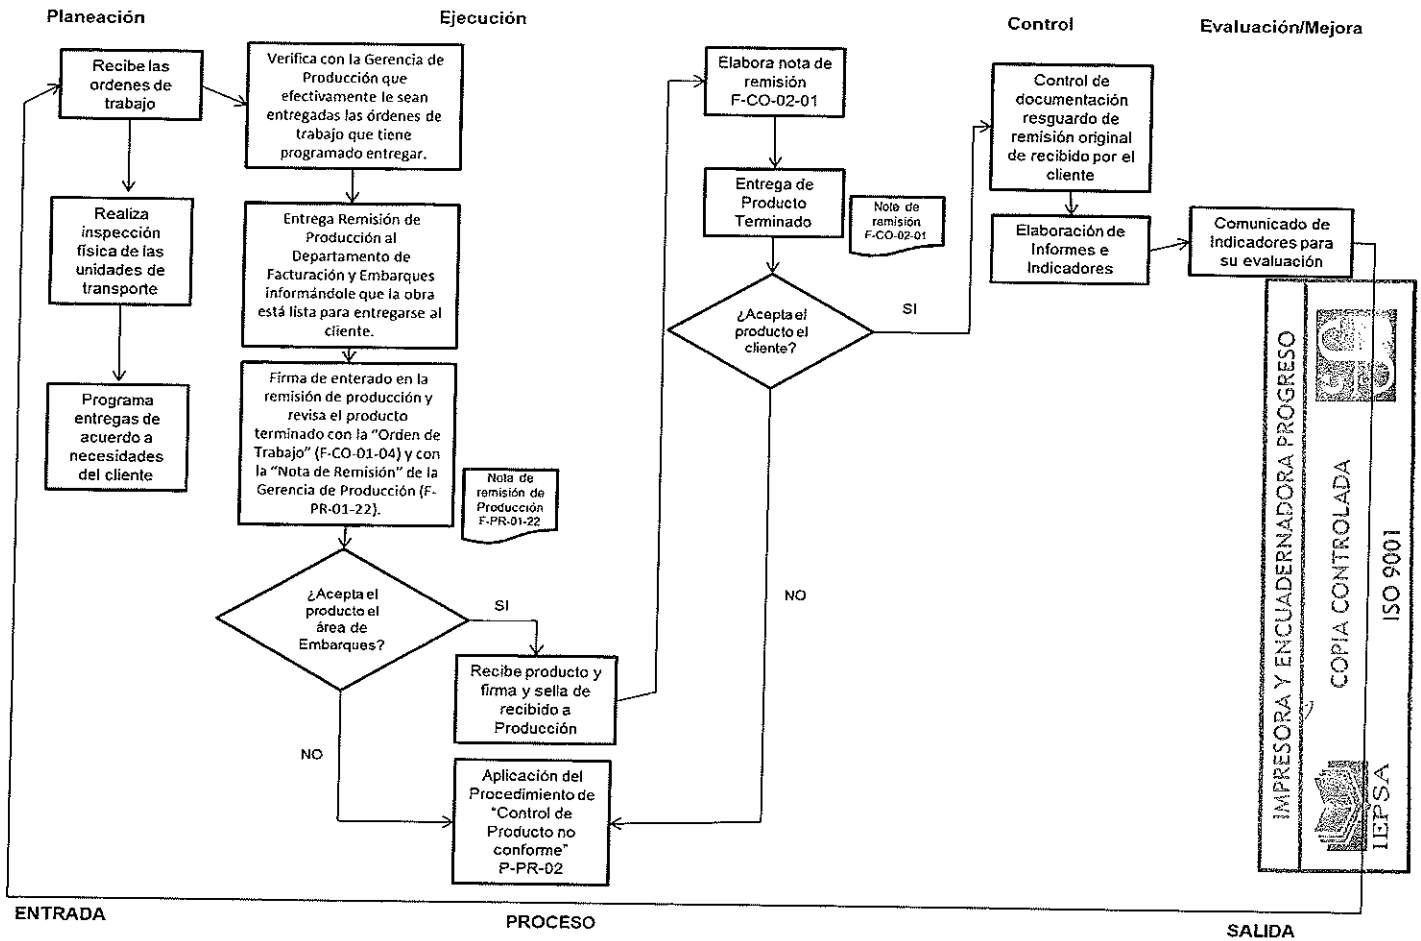 Planeación
Ejecución
Control
Evaluación/Mejora
Recibe las
ordenes de
trabajo
Realiza
inspección
física de las
unidades de
transporte
Programa
entregas de
acuerdo a
necesidades
del cliente
Verifica con la Gerencia de
Producción que
efectivamente le sean
entregadas las órdenes de
trabajo que tiene
programado entregar.
Entrega Remisión de
Producción al
Departamento de
Facturación y Embarques
informándole que la obra
está lista para entregarse al
cliente.
Firma de enterado en la
remisión de producción y
revisa el producto
terminado con la "Orden de
Trabajo" (F-CO-01-04) y con
la "Nota de Remisión" de la
Gerencia de Producción (F-
PR-01-22).
Nota de
remisión de
Producción
F-PR-01-22
¿Acepta el
producto el
área de
Embarques?
SI
NO
Recibe producto y
firma y sella de
recibido a
Producción
Aplicación del
Procedimiento de
"Control de
Producto no
conforme"
P-PR-02
Elabora nota de
remisión
F-CO-02-01
Entrega de
Producto
Terminado
Note de
remisión
F-CO-02-01
¿Acepta el
producto el
cliente?
SI
NO
Control de
documentación
resguardo de
remisión original
de recibido por el
cliente
Elaboración de
Informes e
Indicadores
Comunicado de
Indicadores para
su evaluación
IMPRESORA Y ENCUADERNADORA PROGRESO
COPIA CONTROLADA
IEPSA
ISO 9001
ENTRADA
PROCESO
SALIDA